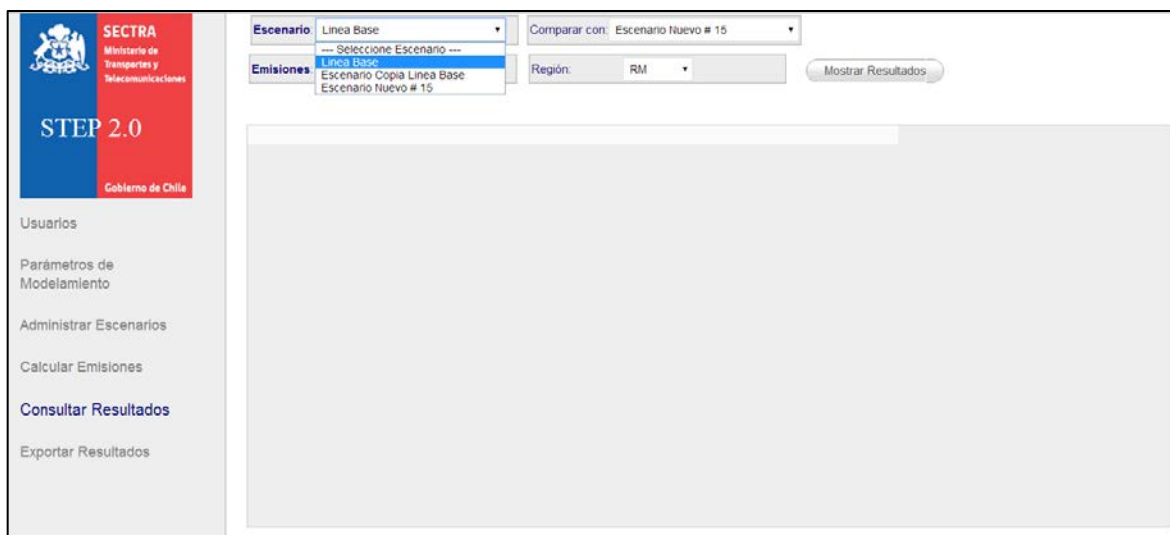 SECTRA
Ministerio de
Transportes y
Telecomunicaciones
STEP 2.0
Gobierno de Chile
Usuarios
Parámetros de
Modelamiento
Administrar Escenarios
Calcular Emisiones
Consultar Resultados
Exportar Resultados
Escenario: Linea Base
Comparar con: Escenario Nuevo # 15
--- Seleccione Escenario ---
Linea Base
Escenario Copia Linea Base
Escenario Nuevo # 15
Emisiones
Región: RM
Mostrar Resultados